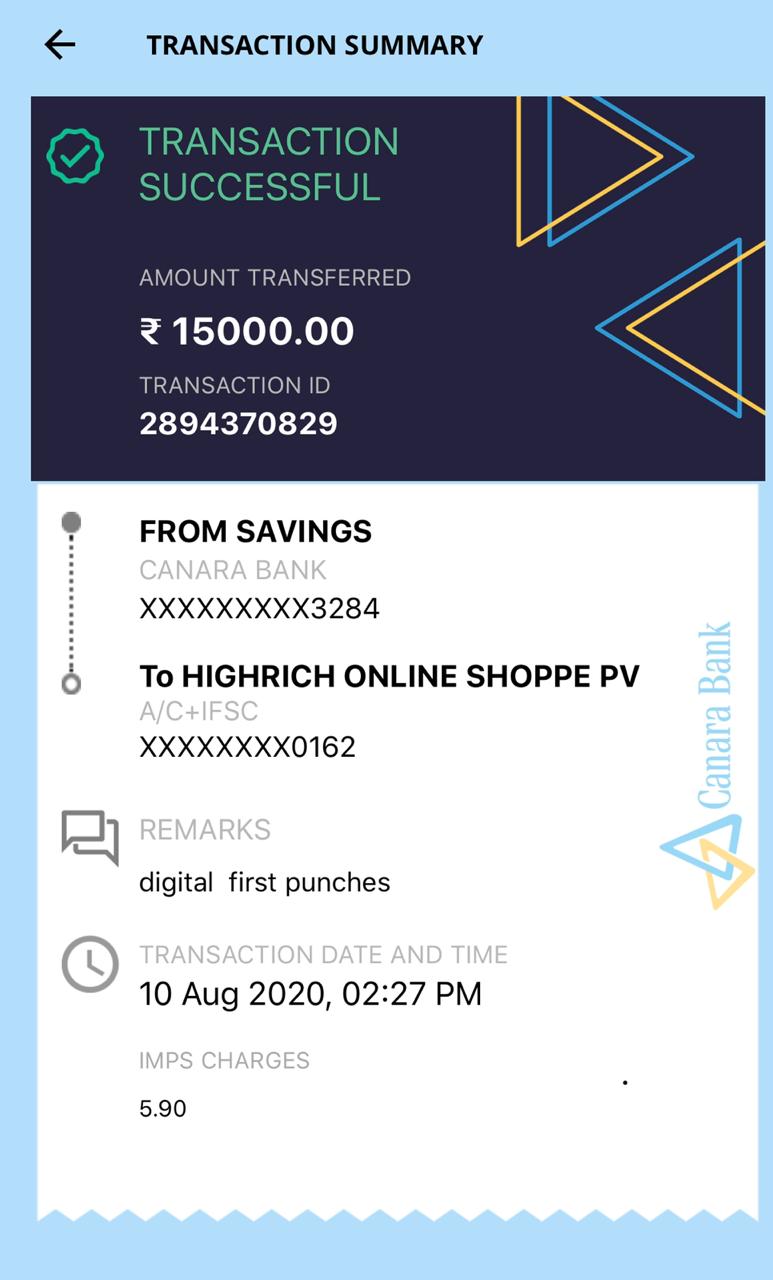 TRANSACTION SUMMARY
TRANSACTION
SUCCESSFUL
AMOUNT TRANSFERRED
₹ 15000.00
TRANSACTION ID
2894370829
FROM SAVINGS
CANARA BANK
XXXXXXXXX3284
To HIGHRICH ONLINE SHOPPE PV
A/C+IFSC
XXXXXXXX0162
Canara Bank
REMARKS
digital  first punches
TRANSACTION DATE AND TIME
10 Aug 2020, 02:27 PM
IMPS CHARGES
5.90